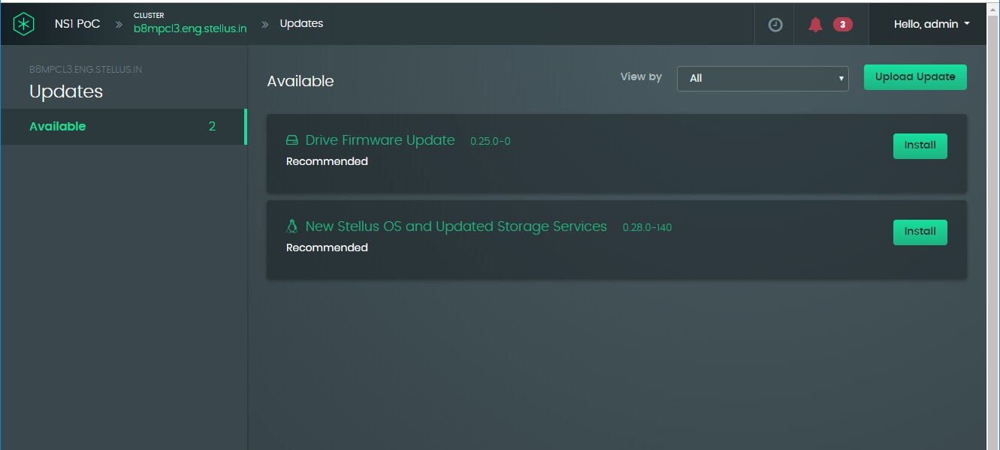 NS1 PoC
CLUSTER
b8mpcl3.eng.stellus.in
Updates
3
Hello, admin
B8MPCL3.ENG.STELLUS.IN
Updates
Available 2
Available
View by
All
Upload Update
Drive Firmware Update 0.25.0-0
Recommended
Install
New Stellus OS and Updated Storage Services 0.28.0-140
Recommended
Install